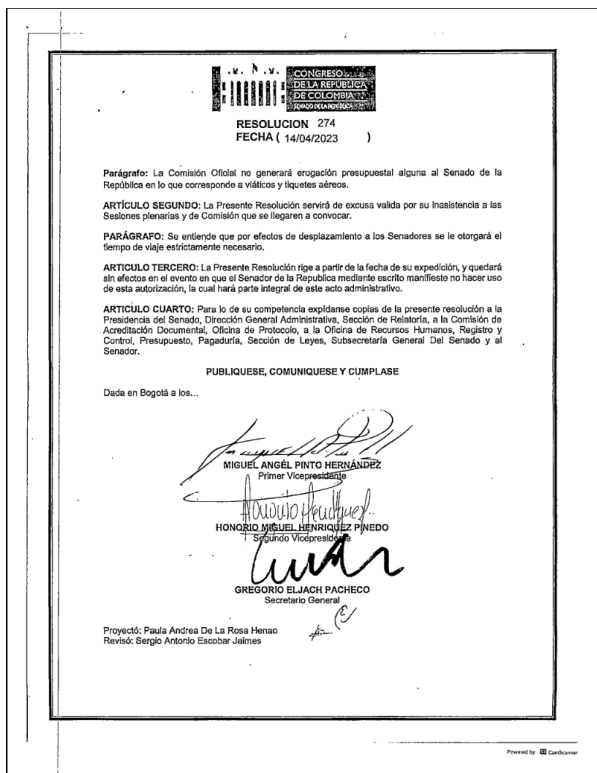 CONGRESO
DE LA REPÚBLICA
DE COLOMBIA
SENADO DE LA REPÚBLICA
RESOLUCION 274
FECHA ( 14/04/2023 )
Parágrafo: La Comisión Oficial no generará erogación presupuestal alguna al Senado de la
República en lo que corresponde a viáticos y tiquetes aéreos.
ARTÍCULO SEGUNDO: La Presente Resolución servirá de excusa valida por su inasistencia a las
Sesiones plenarias y de Comisión que se llegaren a convocar.
PARÁGRAFO: Se entiende que por efectos de desplazamiento a los Senadores se le otorgará el
tiempo de viaje estrictamente necesario.
ARTICULO TERCERO: La Presente Resolución rige a partir de la fecha de su expedición, y quedará
sin efectos en el evento en que el Senador de la Republica mediante escrito manifieste no hacer uso
de esta autorización, la cual hará parte integral de este acto administrativo.
ARTICULO CUARTO: Para lo de su competencia expídanse copias de la presente resolución a la
Presidencia del Senado, Dirección General Administrativa, Sección de Relatoría, a la Comisión de
Acreditación Documental, Oficina de Protocolo, a la Oficina de Recursos Humanos, Registro y
Control, Presupuesto, Pagaduría, Sección de Leyes, Subsecretaría General Del Senado y al
Senador.
PUBLIQUESE, COMUNIQUESE Y CUMPLASE
Dada en Bogotá a los...
MIGUEL ANGÉL PINTO HERNÁNDEZ
Primer Vicepresidente
HONORIO MIGUEL HENRIQUEZ PINEDO
Segundo Vicepresidente
GREGORIO ELJACH PACHECO
Secretario General
Proyectó: Paula Andrea De La Rosa Henao
Revisó: Sergio Antonio Escobar Jaimes
Powered by CamScanner